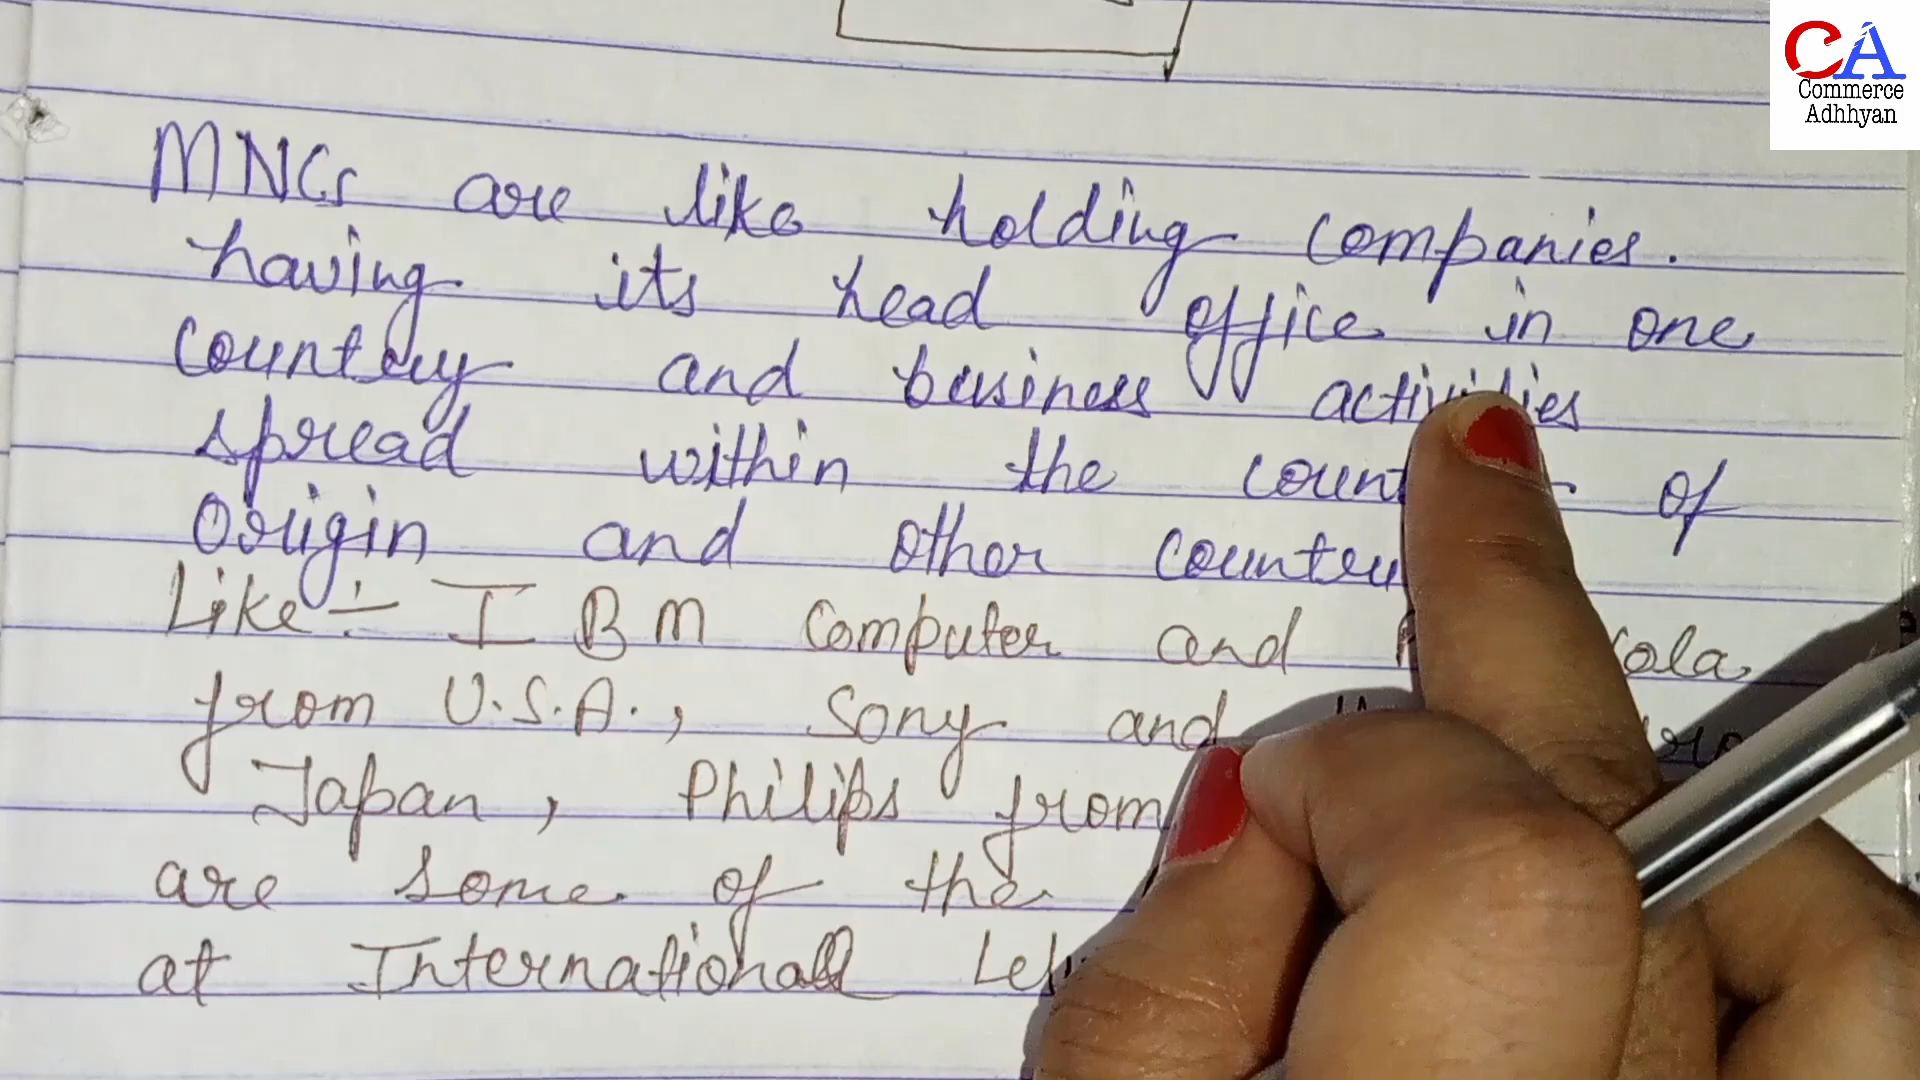 CA
Commerce
Adhhyan
MNCs are like holding companies.
having its head office in one
country and business activities
spread within the of
origin and other
Like ÷ I B M Computer and Cola
from U.S.A., Sony and
Japan, Philips from
are some of the
at International